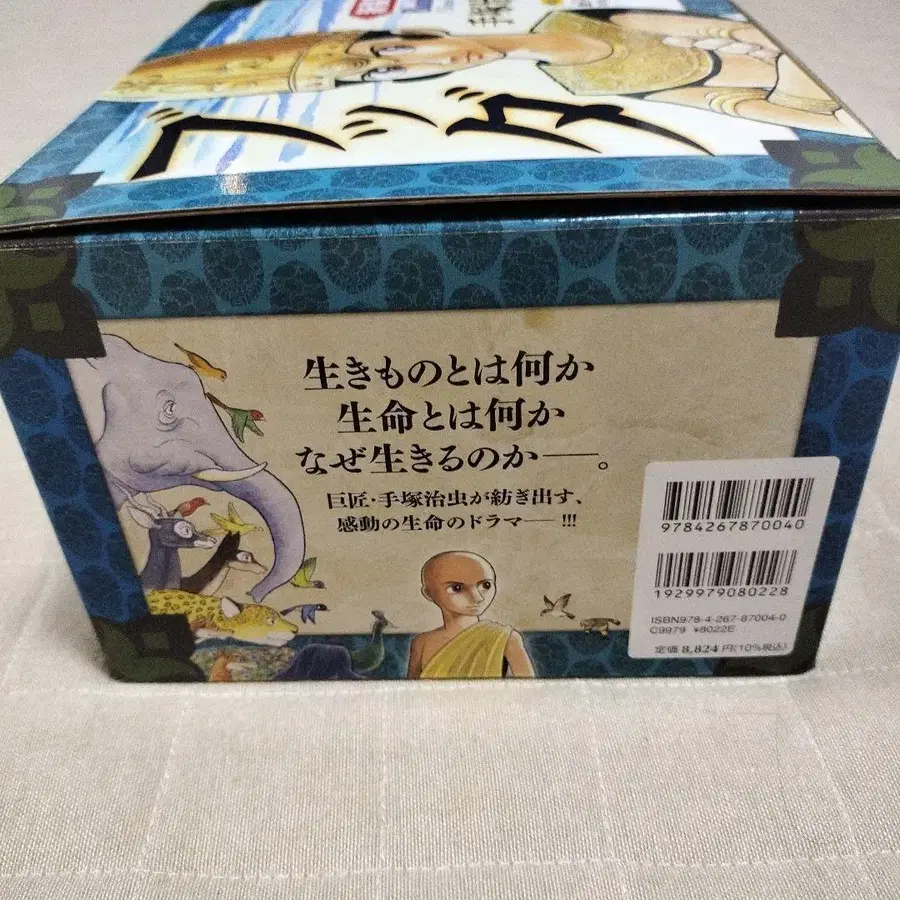 ブッダ
生きものとは何か
生命とは何か
なぜ生きるのか──。
巨匠・手塚治虫が紡ぎ出す、
感動の生命のドラマ──!!!
9784267870040
1929979080228
ISBN978-4-267-87004-0
C9979 ¥8022E
定価 8,824円(10%税込)